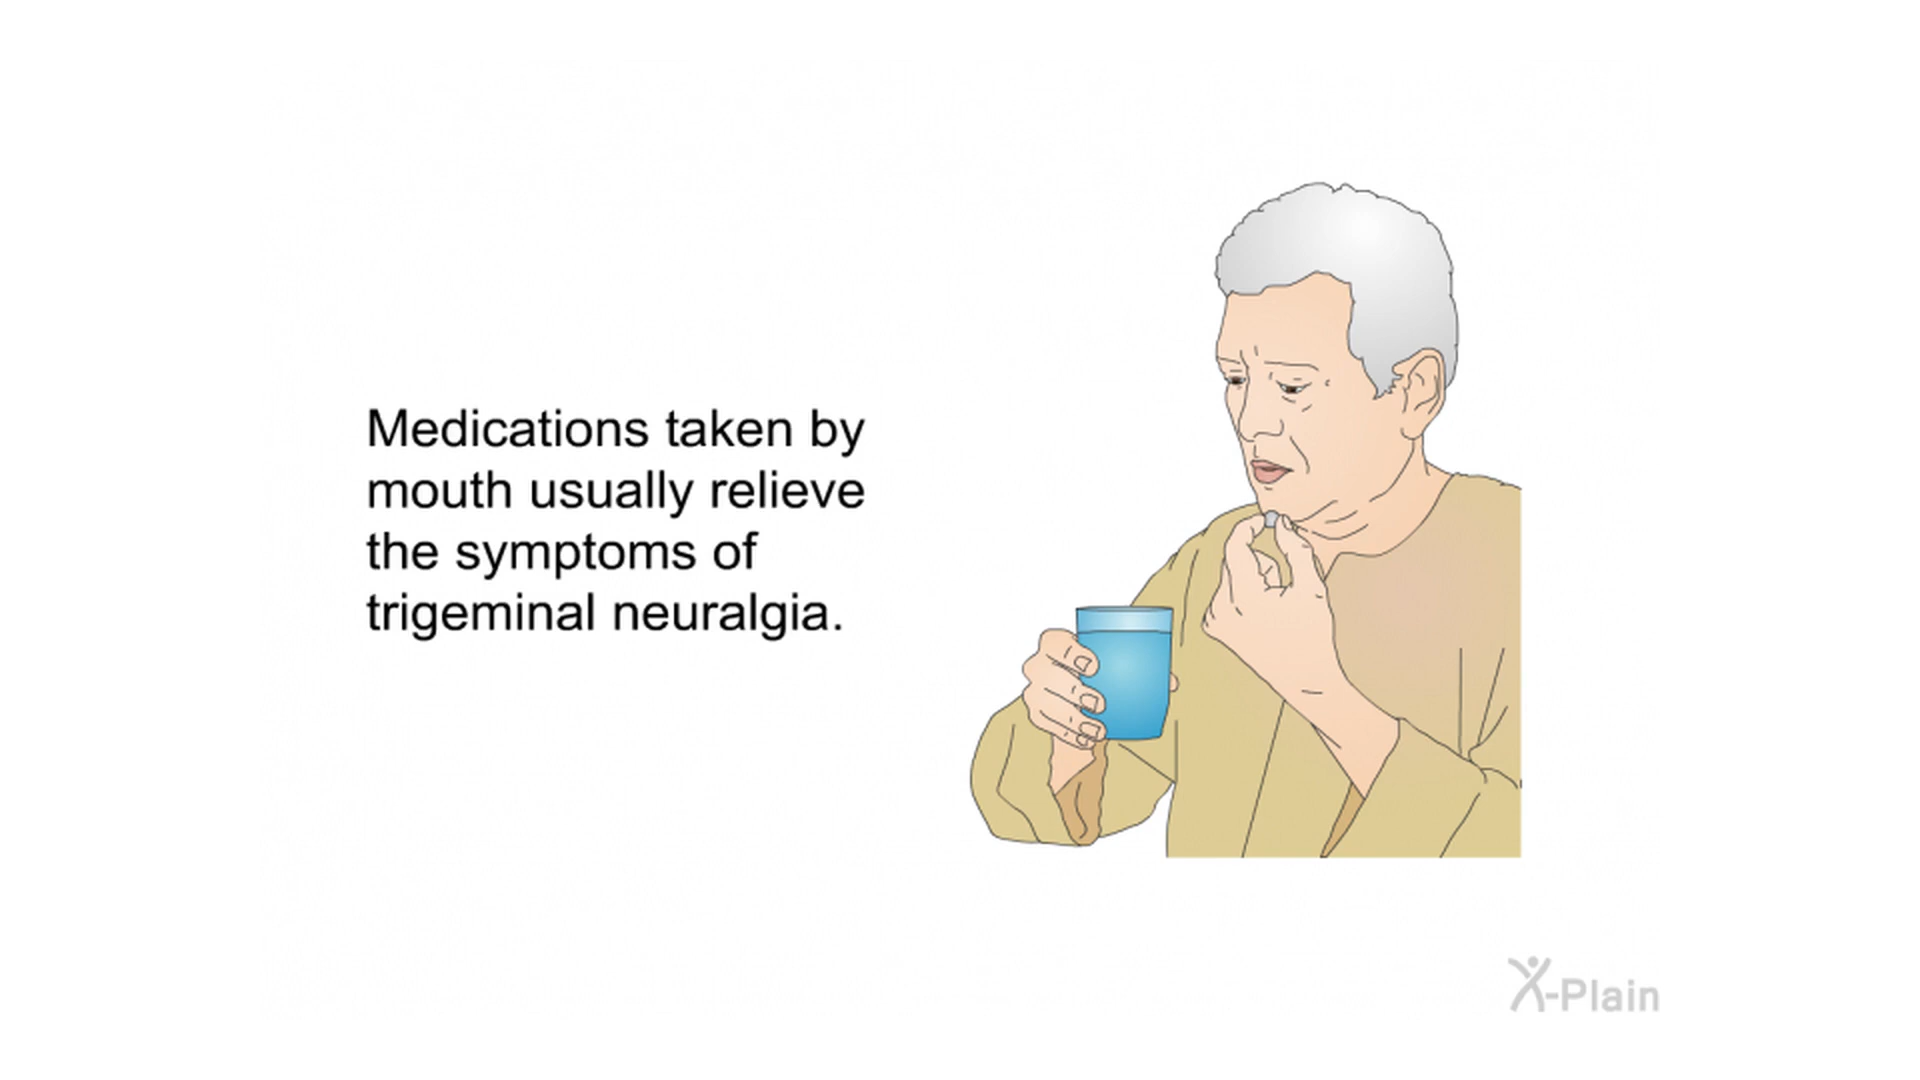 Medications taken by
mouth usually relieve
the symptoms of
trigeminal neuralgia.
X-Plain